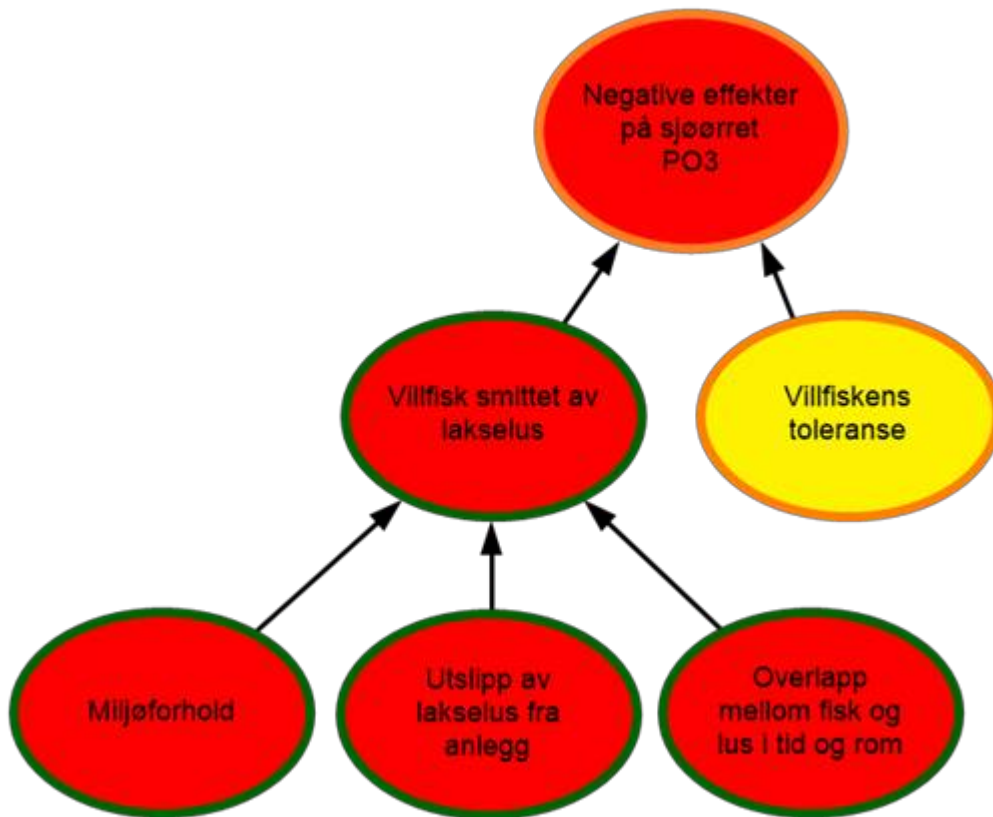 Negative effekter
på sjøørret
PO3
Villfisk smittet av
lakselus
Villfiskens
toleranse
Miljøforhold
Utslipp av
lakselus fra
anlegg
Overlapp
mellom fisk og
lus i tid og rom